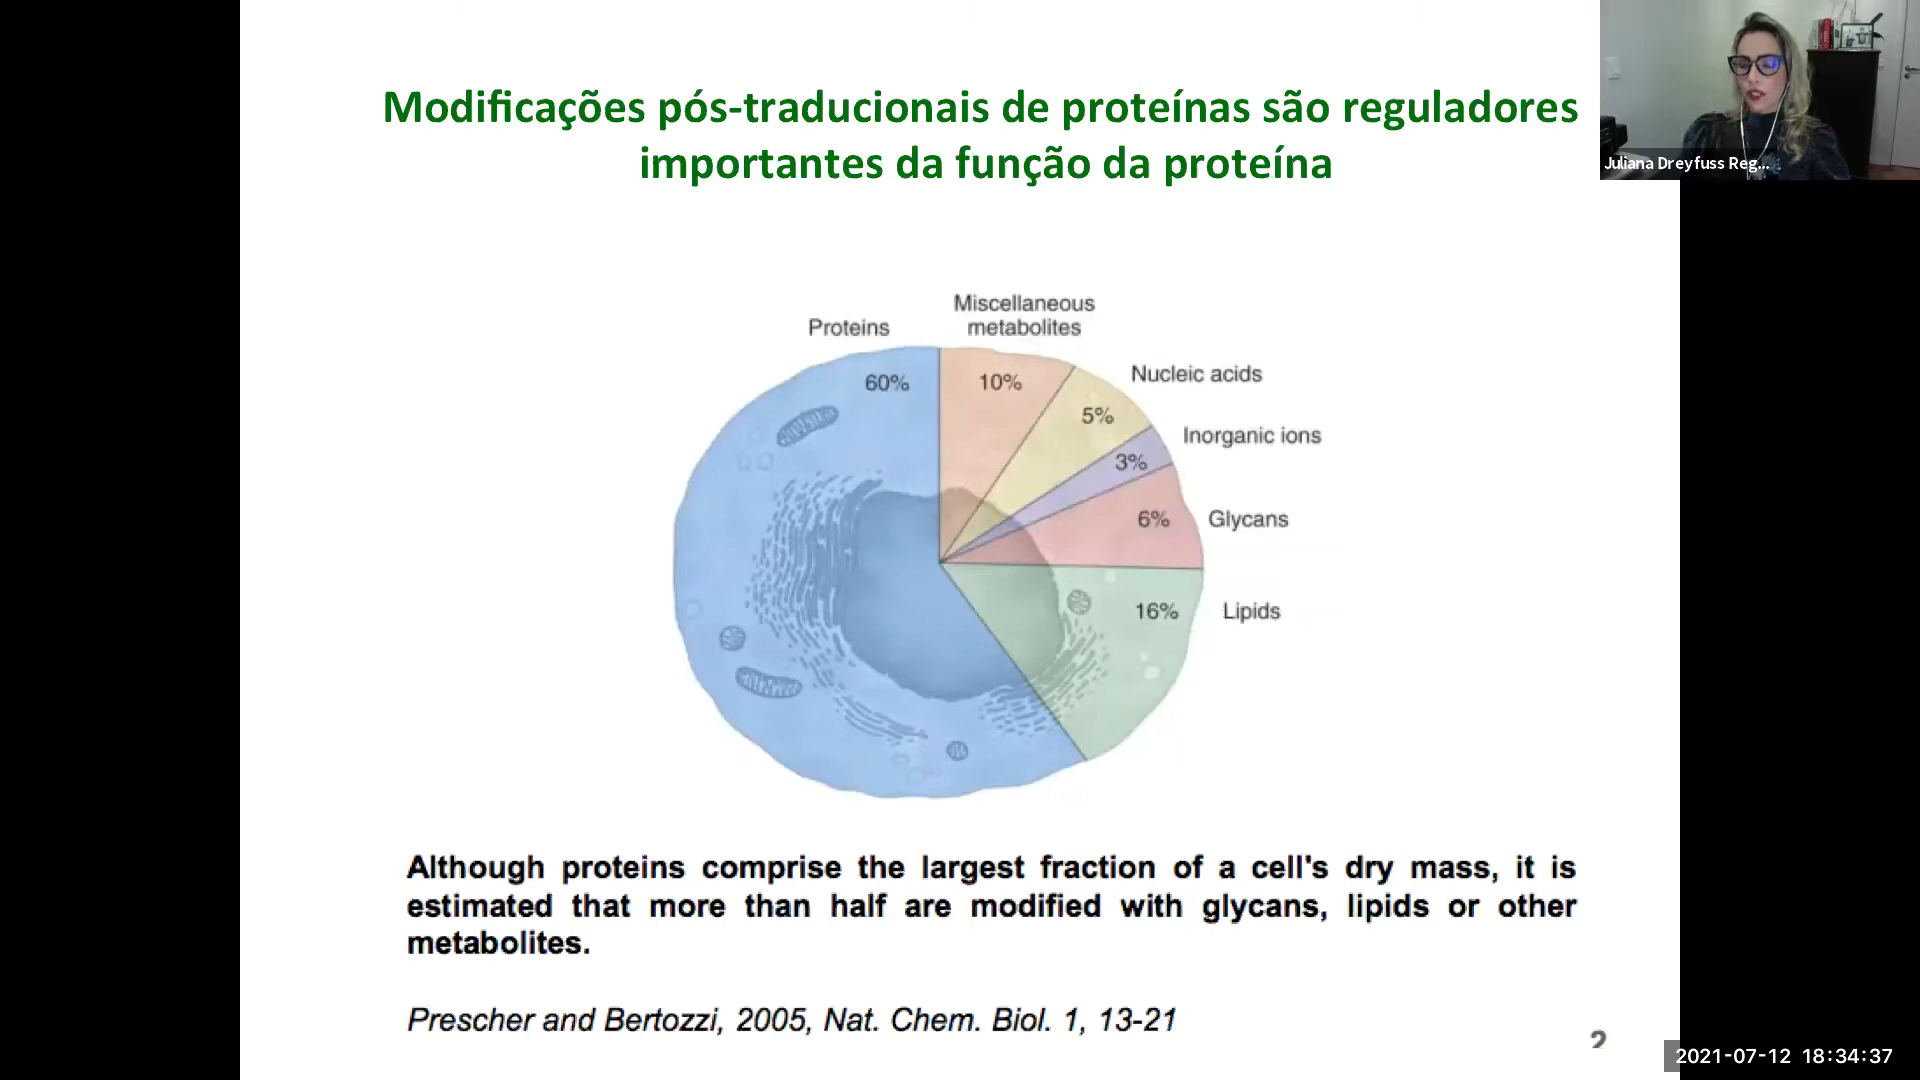 Modificações pós-traducionais de proteínas são reguladores
importantes da função da proteína
Juliana Dreyfuss Reg...
Miscellaneous
metabolites
Proteins
60%
10%
Nucleic acids
5%
Inorganic ions
3%
6%
Glycans
16%
Lipids
Although proteins comprise the largest fraction of a cell's dry mass, it is
estimated that more than half are modified with glycans, lipids or other
metabolites.
Prescher and Bertozzi, 2005, Nat. Chem. Biol. 1, 13-21
2
2021-07-12 18:34:37